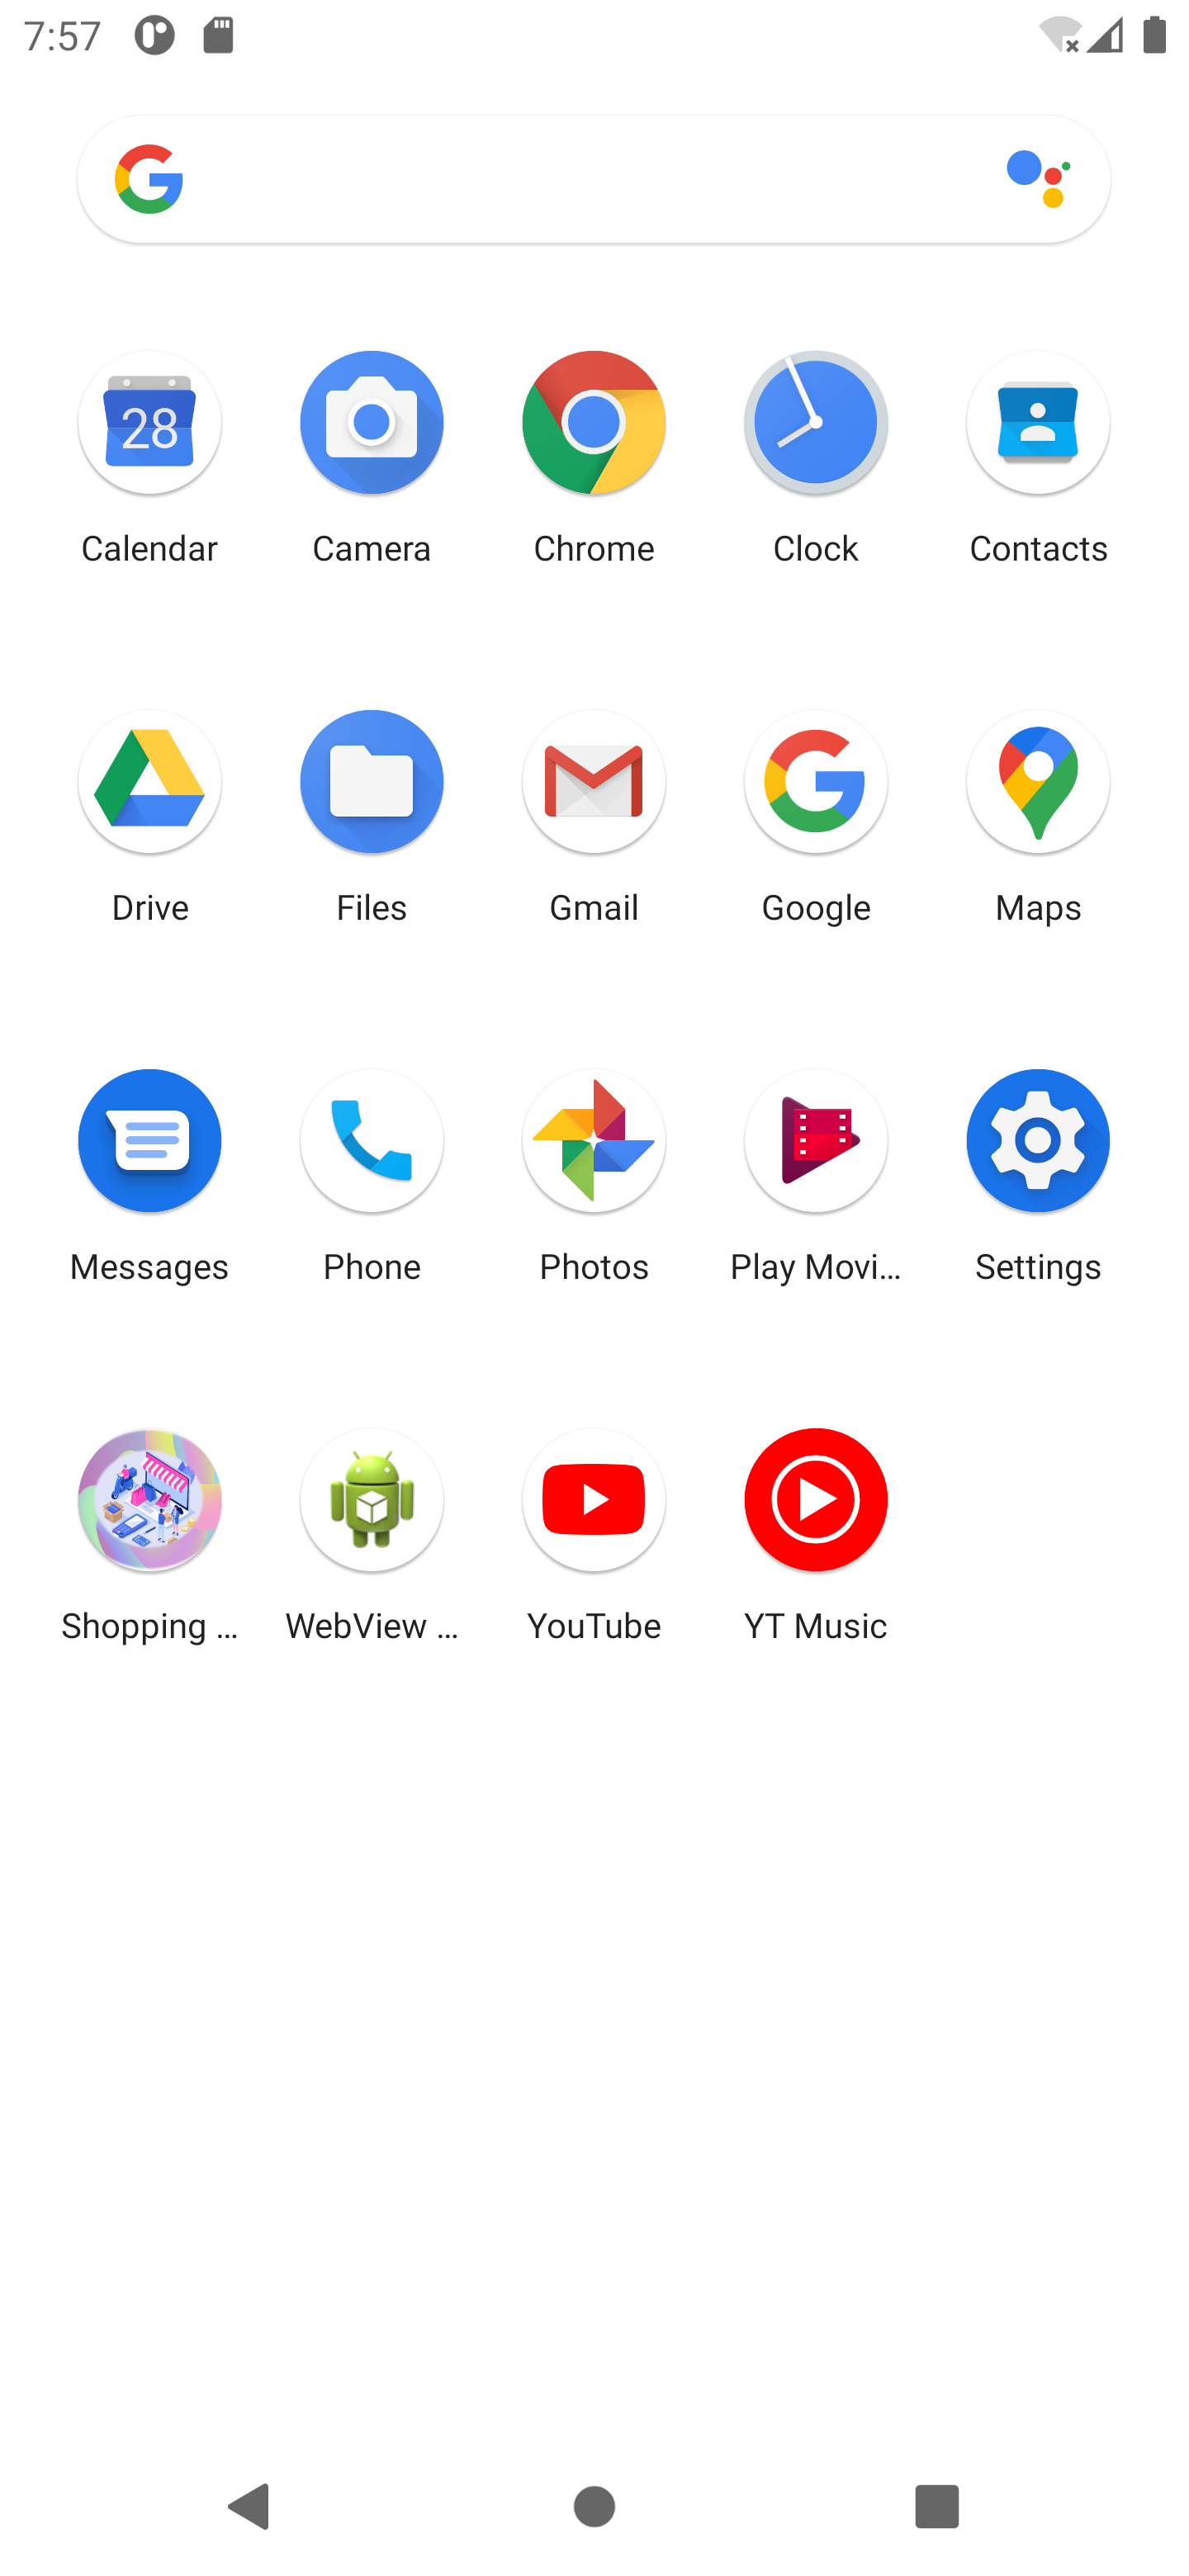 7:57
28
Calendar Camera Chrome Clock Contacts
Drive Files Gmail Google Maps
Messages Phone Photos Play Movi... Settings
Shopping ... WebView ... YouTube YT Music